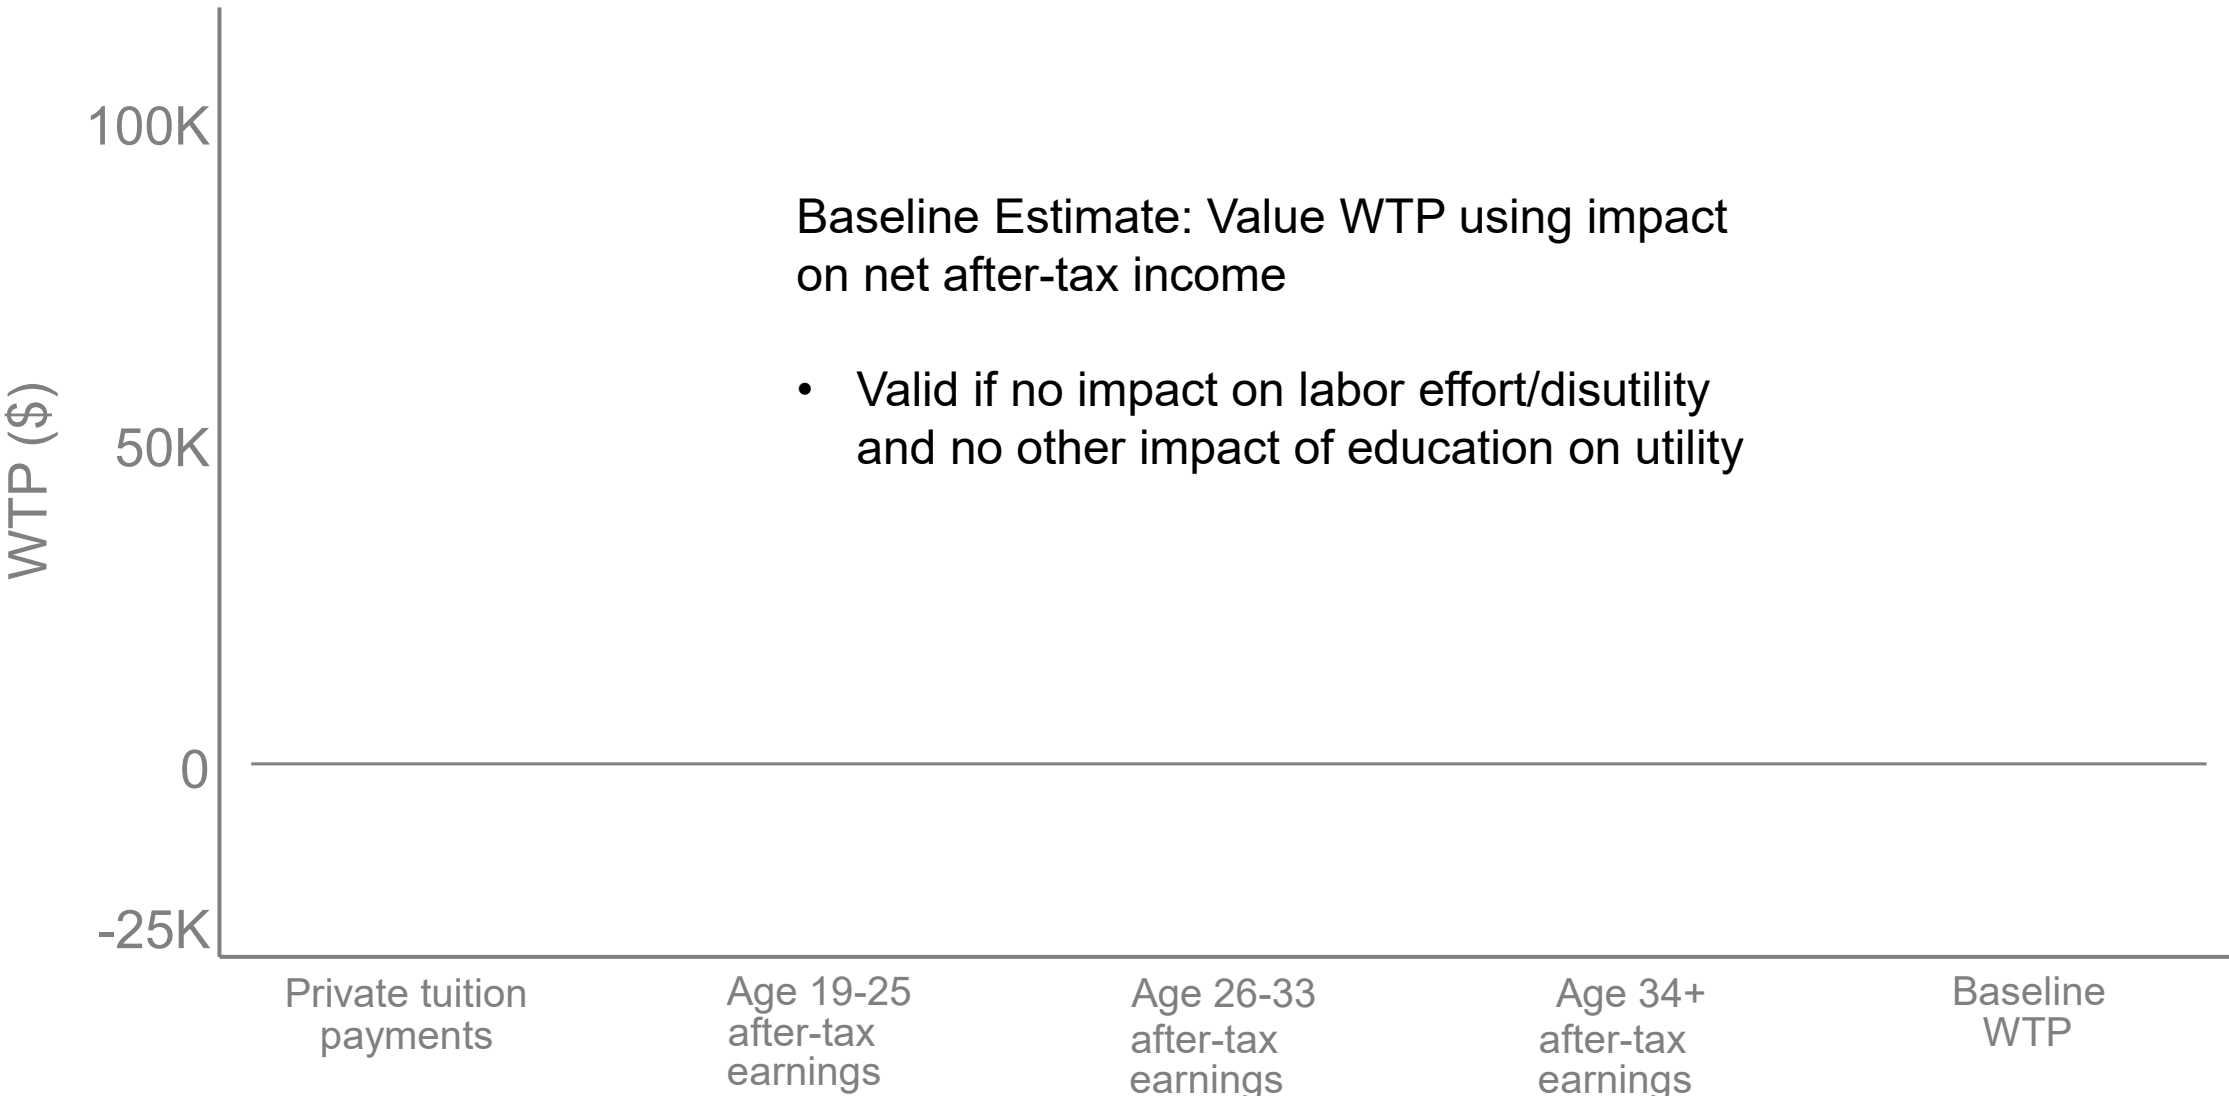 100K
50K
0
-25K
WTP ($)
Baseline Estimate: Value WTP using impact
on net after-tax income
• Valid if no impact on labor effort/disutility
and no other impact of education on utility
Private tuition
payments
Age 19-25
after-tax
earnings
Age 26-33
after-tax
earnings
Age 34+
after-tax
earnings
Baseline
WTP